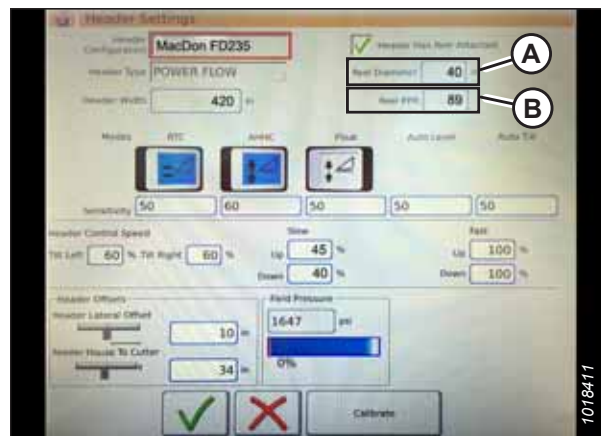 Header Settings
Header Configuration MacDon FD235
Header Has Reel Attached
Header Type POWER FLOW
Reel Diameter 40 in
A
Header Width 420 in
Reel PPR 89
B
Modes RTC AHHC Float Auto Level Auto Tilt
Sensitivity 50 60 50 50 50
Header Control Speed
Slow
Fast
Tilt Left 60 % Tilt Right 60 %
Up 45 %
Up 100 %
Down 40 %
Down 100 %
Header Offsets
Field Pressure
Header Lateral Offset
10 in
1647 psi
Feeder House To Cutter
34 in
0%
Calibrate
1018411